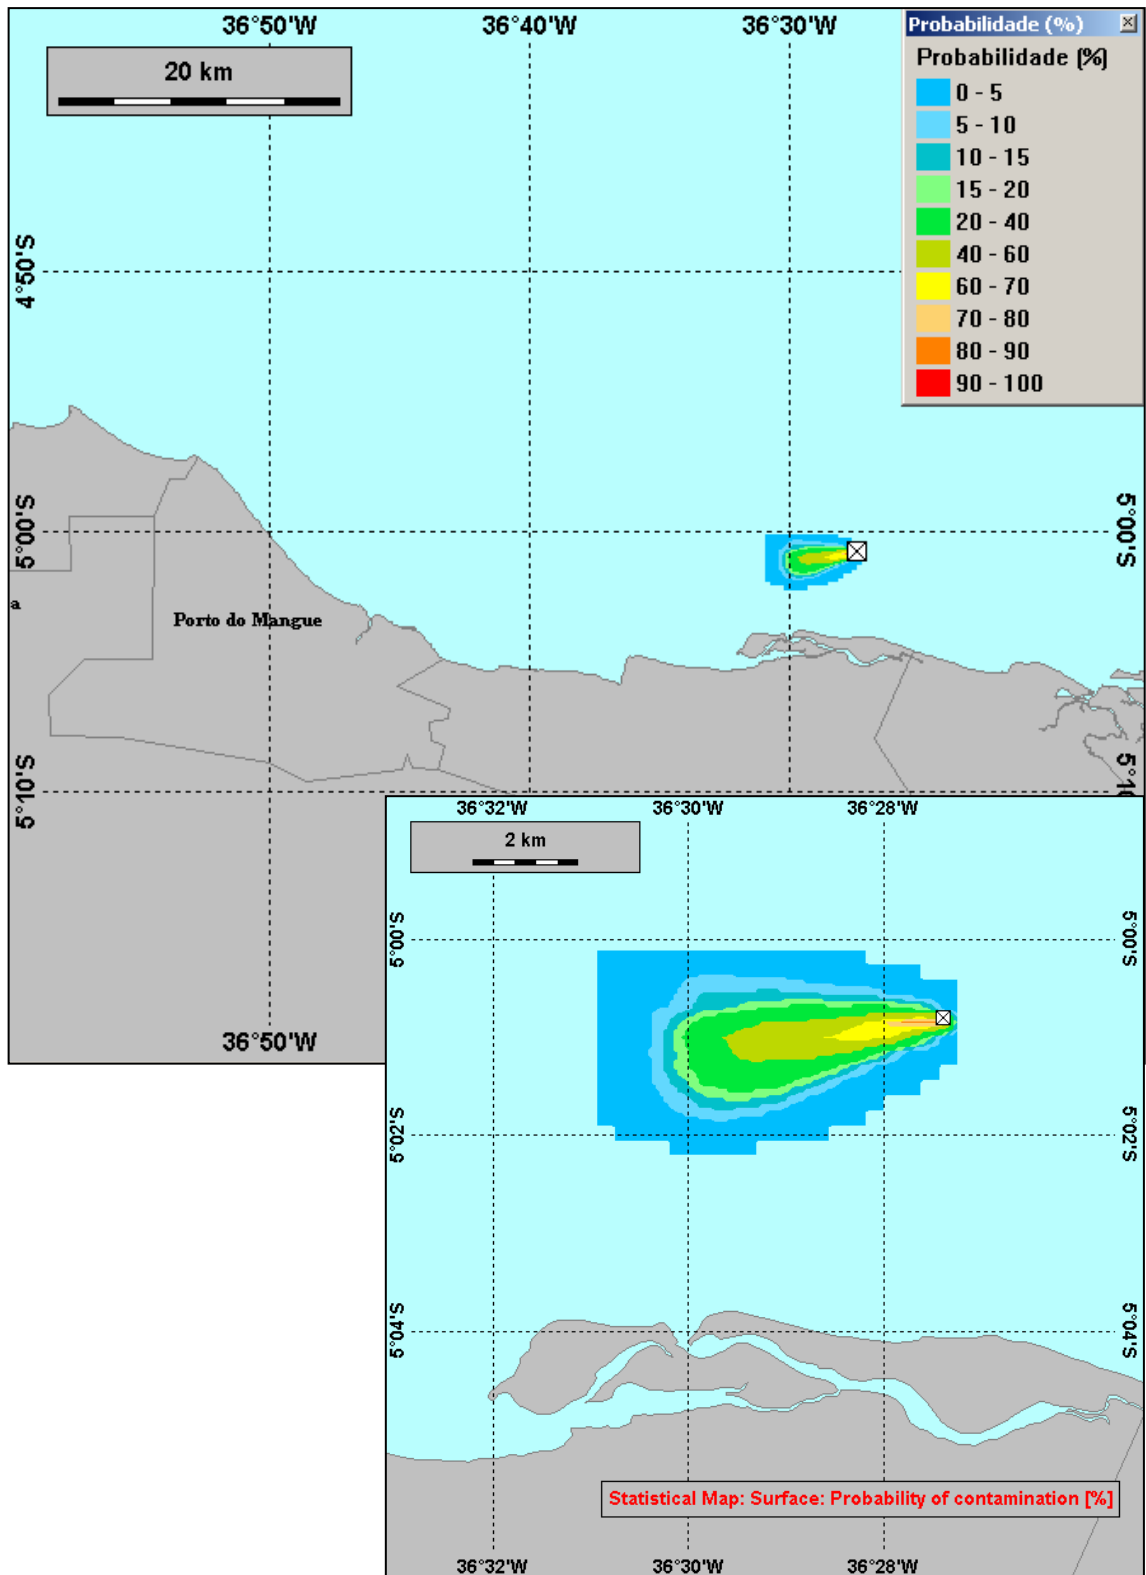 36°50'W
36°40'W
36°30'W
Probabilidade (%)
Probabilidade [%]
0 - 5
5 - 10
10 - 15
15 - 20
20 - 40
40 - 60
60 - 70
70 - 80
80 - 90
90 - 100
20 km
4°50'S
5°00'S
5°00'S
a
Porto do Mangue
5°10'S
5°10
36°50'W
36°32'W
36°30'W
36°28'W
2 km
5°00'S
5°00'S
5°02'S
5°02'S
5°04'S
5°04'S
Statistical Map: Surface: Probability of contamination [%]
36°32'W
36°30'W
36°28'W